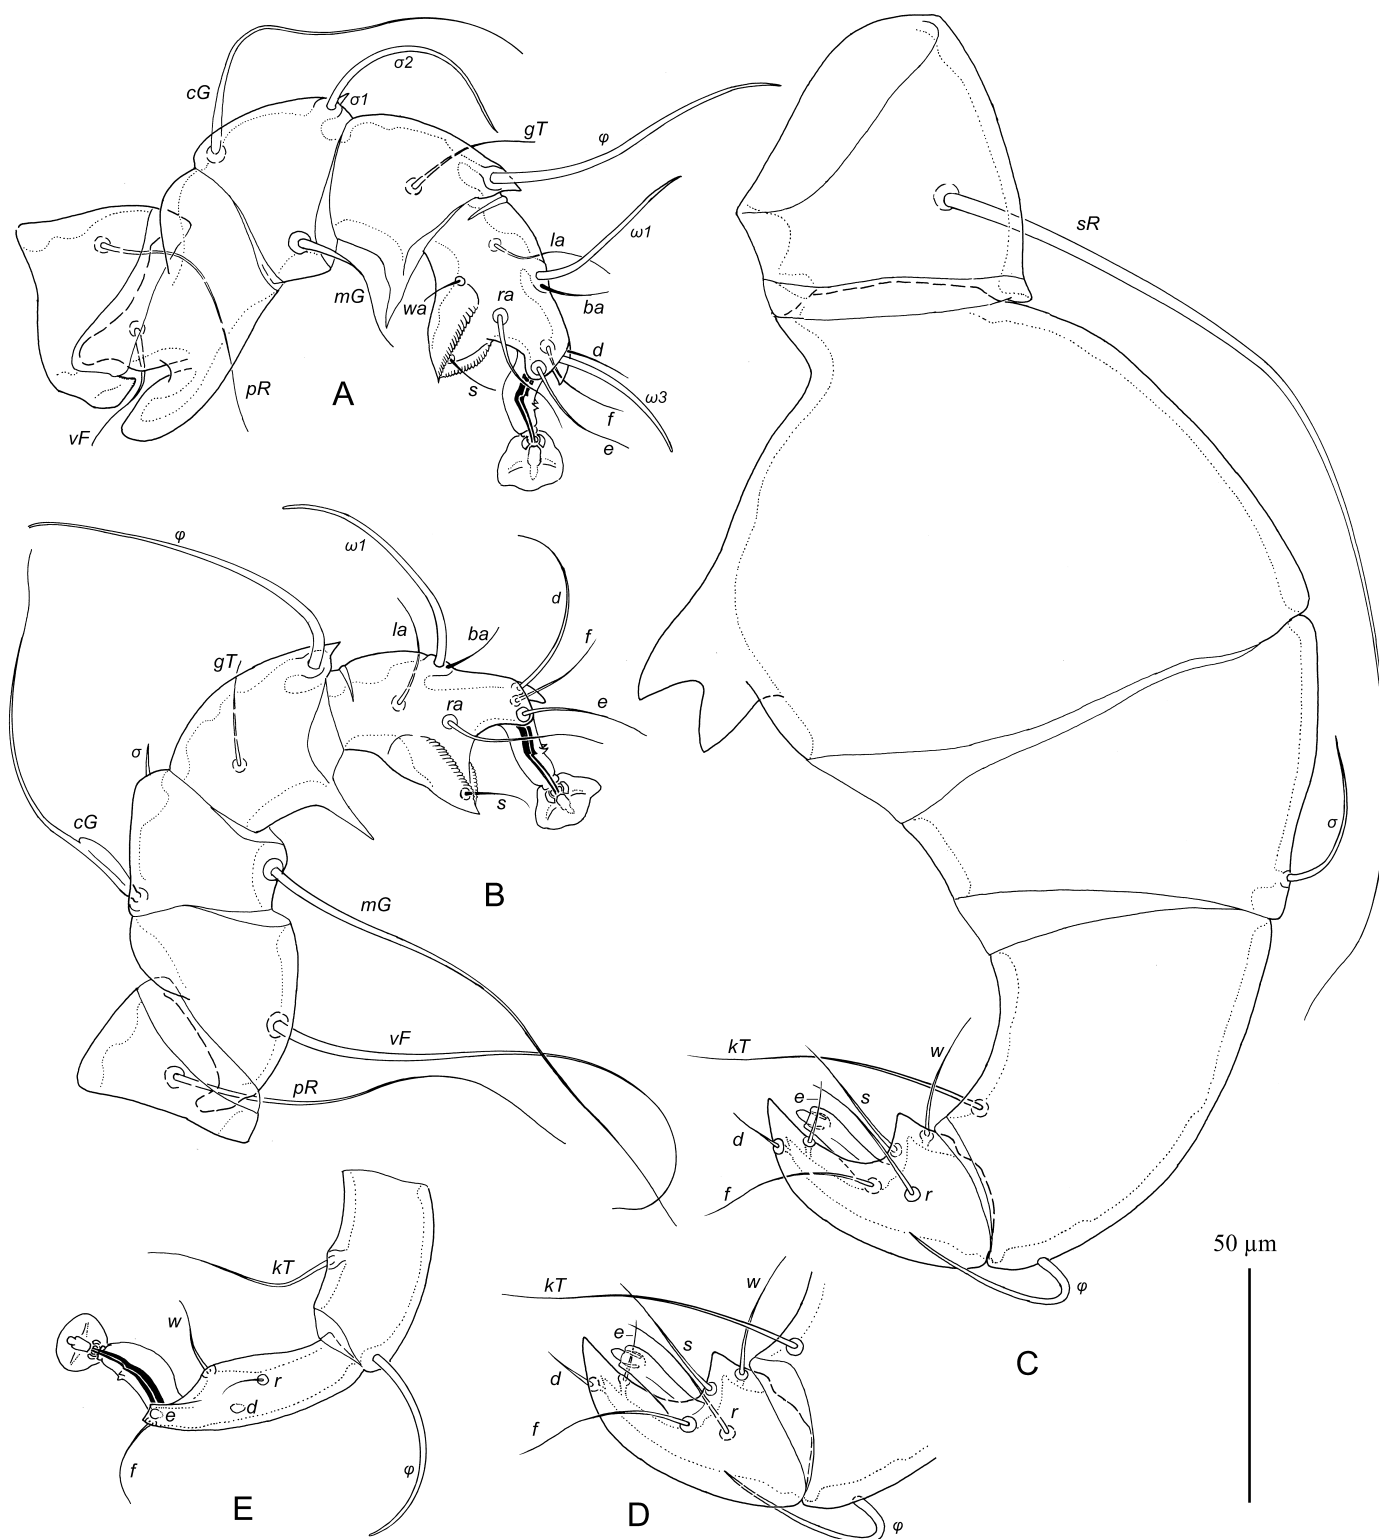 cG
σ2
σ1
gT
φ
ω1
la
ba
mG
wa
ra
d
s
ω3
f
pR
vF
e
A
sR
φ
ω1
d
la
ba
f
gT
ra
e
σ
s
cG
B
mG
vF
pR
σ
kT
w
e
s
d
f
r
φ
C
50 µm
kT
w
e
s
d
f
r
φ
D
kT
w
r
d
e
f
φ
E